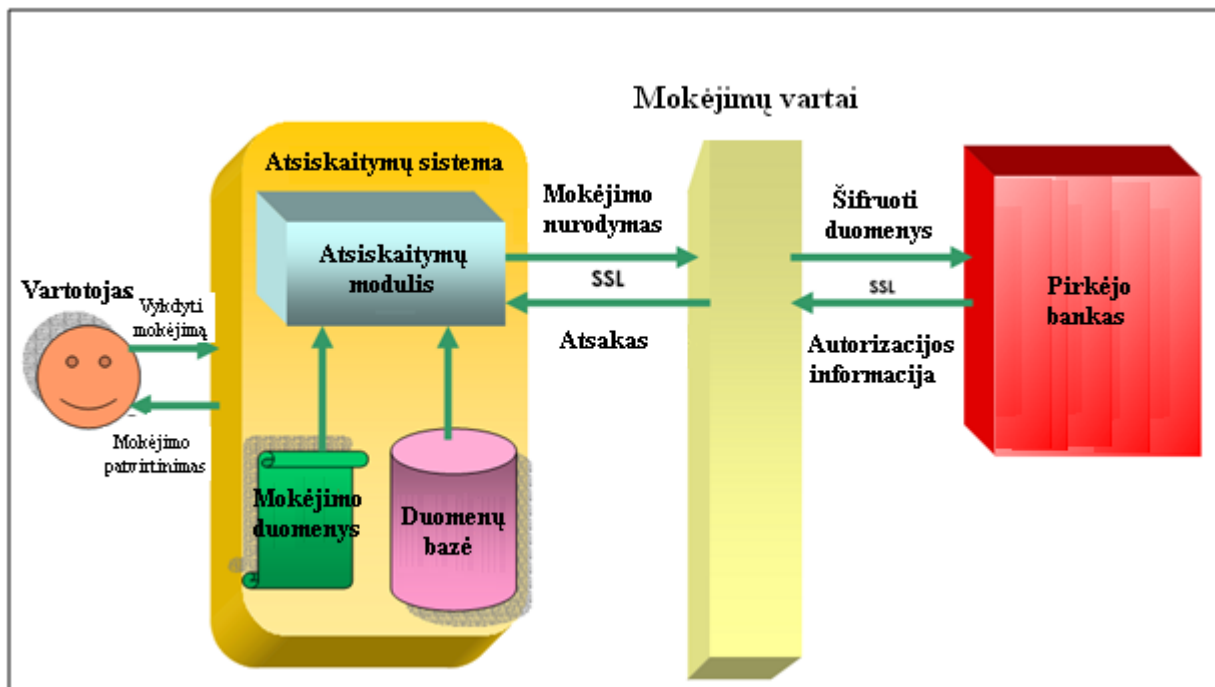 Mokėjimų vartai
Atsiskaitymų sistema
Atsiskaitymų
modulis
Mokėjimo
nurodymas
SSL
Atsakas
Šifruoti
duomenys
SSL
Autorizacijos
informacija
Pirkėjo
bankas
Vartotojas
Vykdyti
mokėjimą
Mokėjimo
patvirtinimas
Mokėjimo
duomenys
Duomenų
bazė